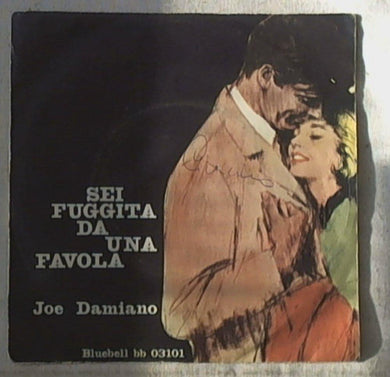 SEI
FUGGITA
DA
UNA
FAVOLA
Joe Damiano
Bluebell bb 03101